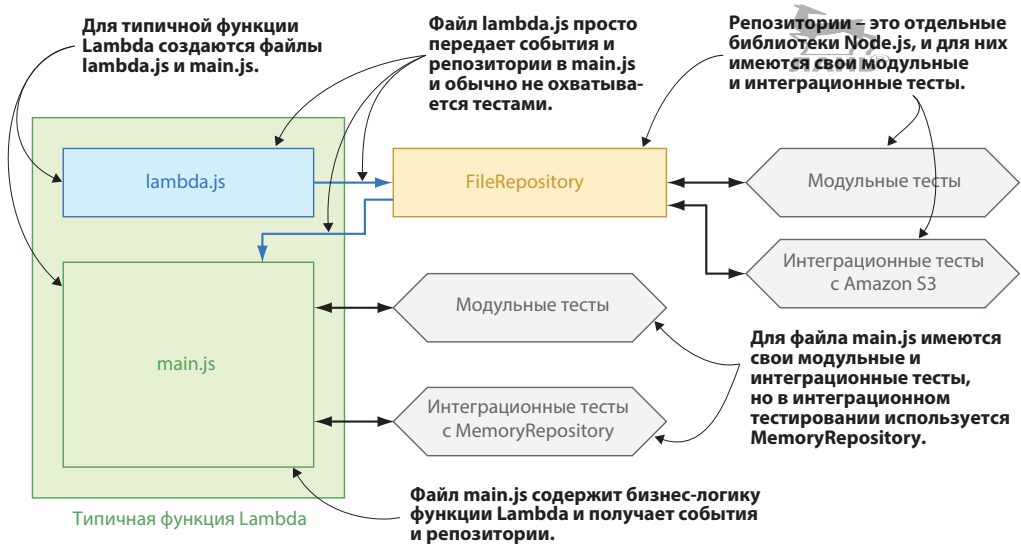 Для типичной функции
Lambda создаются файлы
lambda.js и main.js.
Файл lambda.js просто
передает события и
репозитории в main.js
и обычно не охватыва-
ется тестами.
Репозитории – это отдельные
библиотеки Node.js, и для них
имеются свои модульные
и интеграционные тесты.
ЛАНЬ®
lambda.js
FileRepository
Модульные тесты
Интеграционные тесты
с Amazon S3
main.js
Модульные тесты
Интеграционные тесты
с MemoryRepository
Для файла main.js имеются
свои модульные и
интеграционные тесты,
но в интеграционном
тестировании используется
MemoryRepository.
Файл main.js содержит бизнес-логику
функции Lambda и получает события
и репозитории.
Типичная функция Lambda